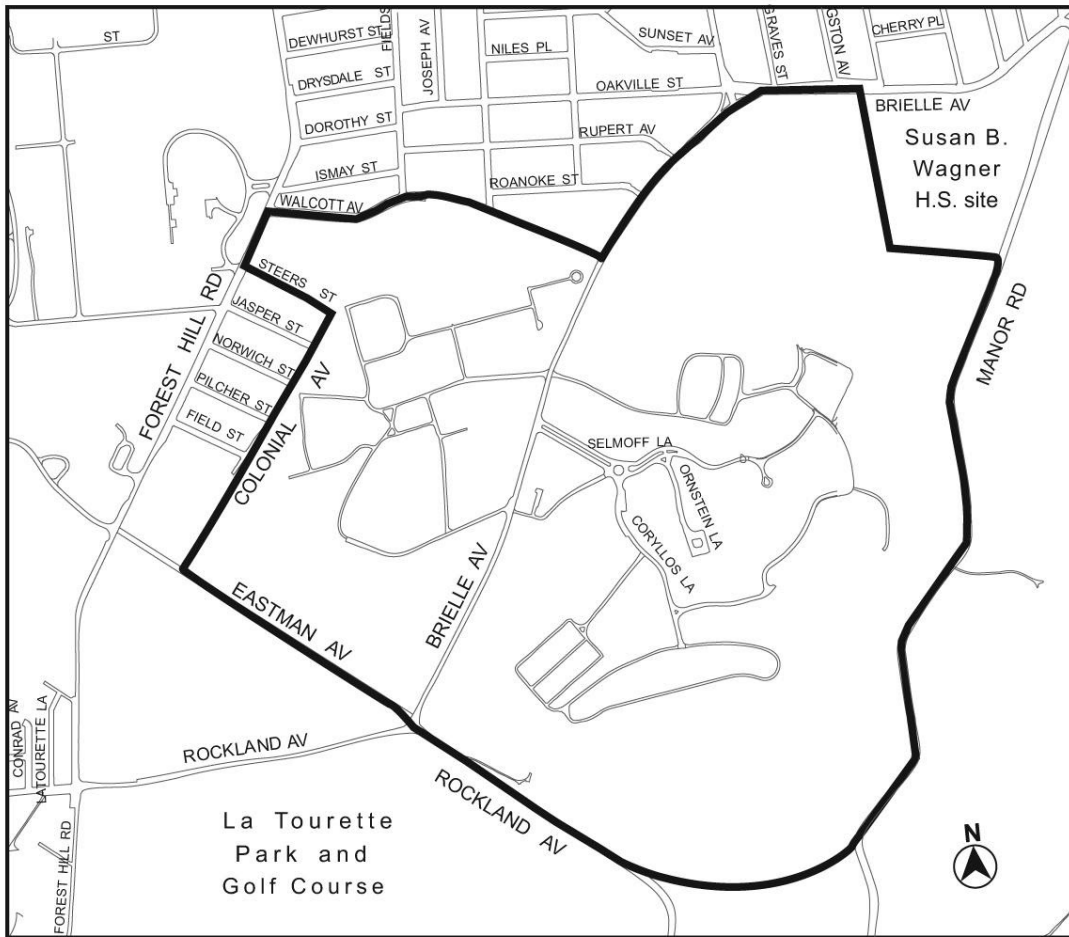 ST
DEWHURST ST
FIELDS
JOSEPH AV
DRYSDALE ST
DOROTHY ST
ISMAY ST
WALCOTT AV
NILES PL
SUNSET AV
GRAVES ST
GSTON AV
CHERRY PL
OAKVILLE ST
RUPERT AV
ROANOKE ST
BRIELLE AV
Susan B.
Wagner
H.S. site
STEERS ST
JASPER ST
NORWICH ST
PILCHER ST
FIELD ST
FOREST HILL RD
COLONIAL AV
MANOR RD
SELMOFF LA
ORNSTEIN LA
CORYLLOS LA
BRIELLE AV
EASTMAN AV
ROCKLAND AV
ROCKLAND AV
CONRAD AV
LATOURETTE LA
FOREST HILL RD
La Tourette
Park and
Golf Course
N